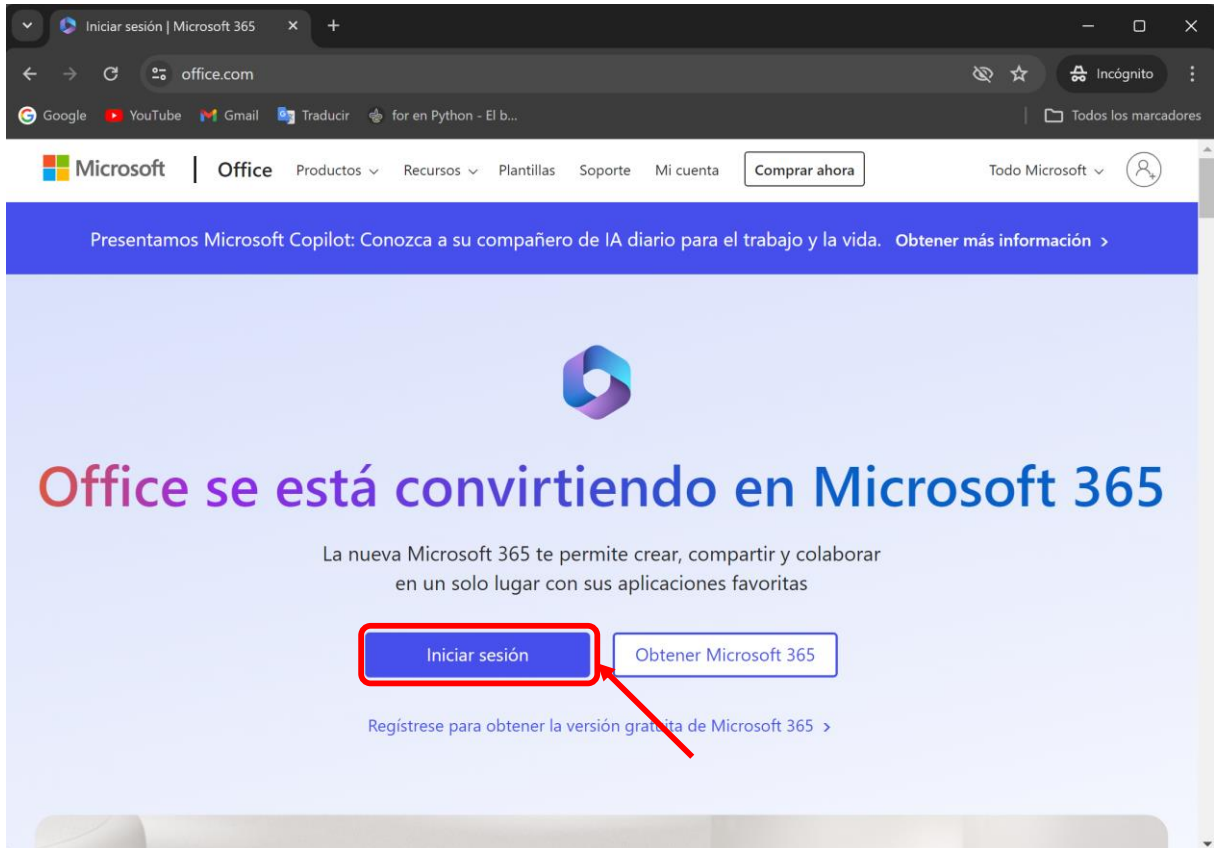 Iniciar sesión | Microsoft 365
office.com
Incógnito
Google YouTube Gmail Traducir for en Python - El b... Todos los marcadores
Microsoft | Office Productos Recursos Plantillas Soporte Mi cuenta Comprar ahora Todo Microsoft
Presentamos Microsoft Copilot: Conozca a su compañero de IA diario para el trabajo y la vida. Obtener más información >
Office se está convirtiendo en Microsoft 365
La nueva Microsoft 365 te permite crear, compartir y colaborar
en un solo lugar con sus aplicaciones favoritas
Iniciar sesión Obtener Microsoft 365
Regístrese para obtener la versión gratuita de Microsoft 365 >